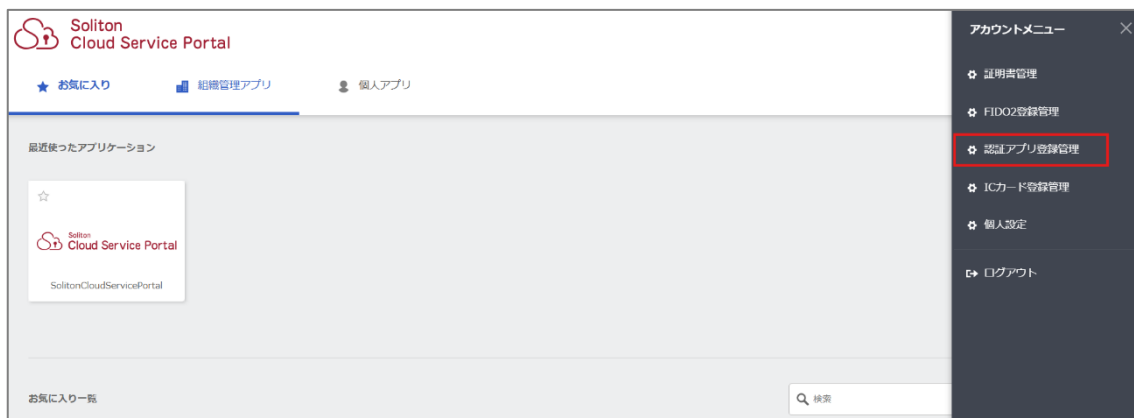 Soliton
Cloud Service Portal
お気に入り
組織管理アプリ
個人アプリ
最近使ったアプリケーション
Soliton
Cloud Service Portal
SolitonCloudServicePortal
お気に入り一覧
検索
アカウントメニュー
証明書管理
FIDO2登録管理
認証アプリ登録管理
ICカード登録管理
個人設定
ログアウト